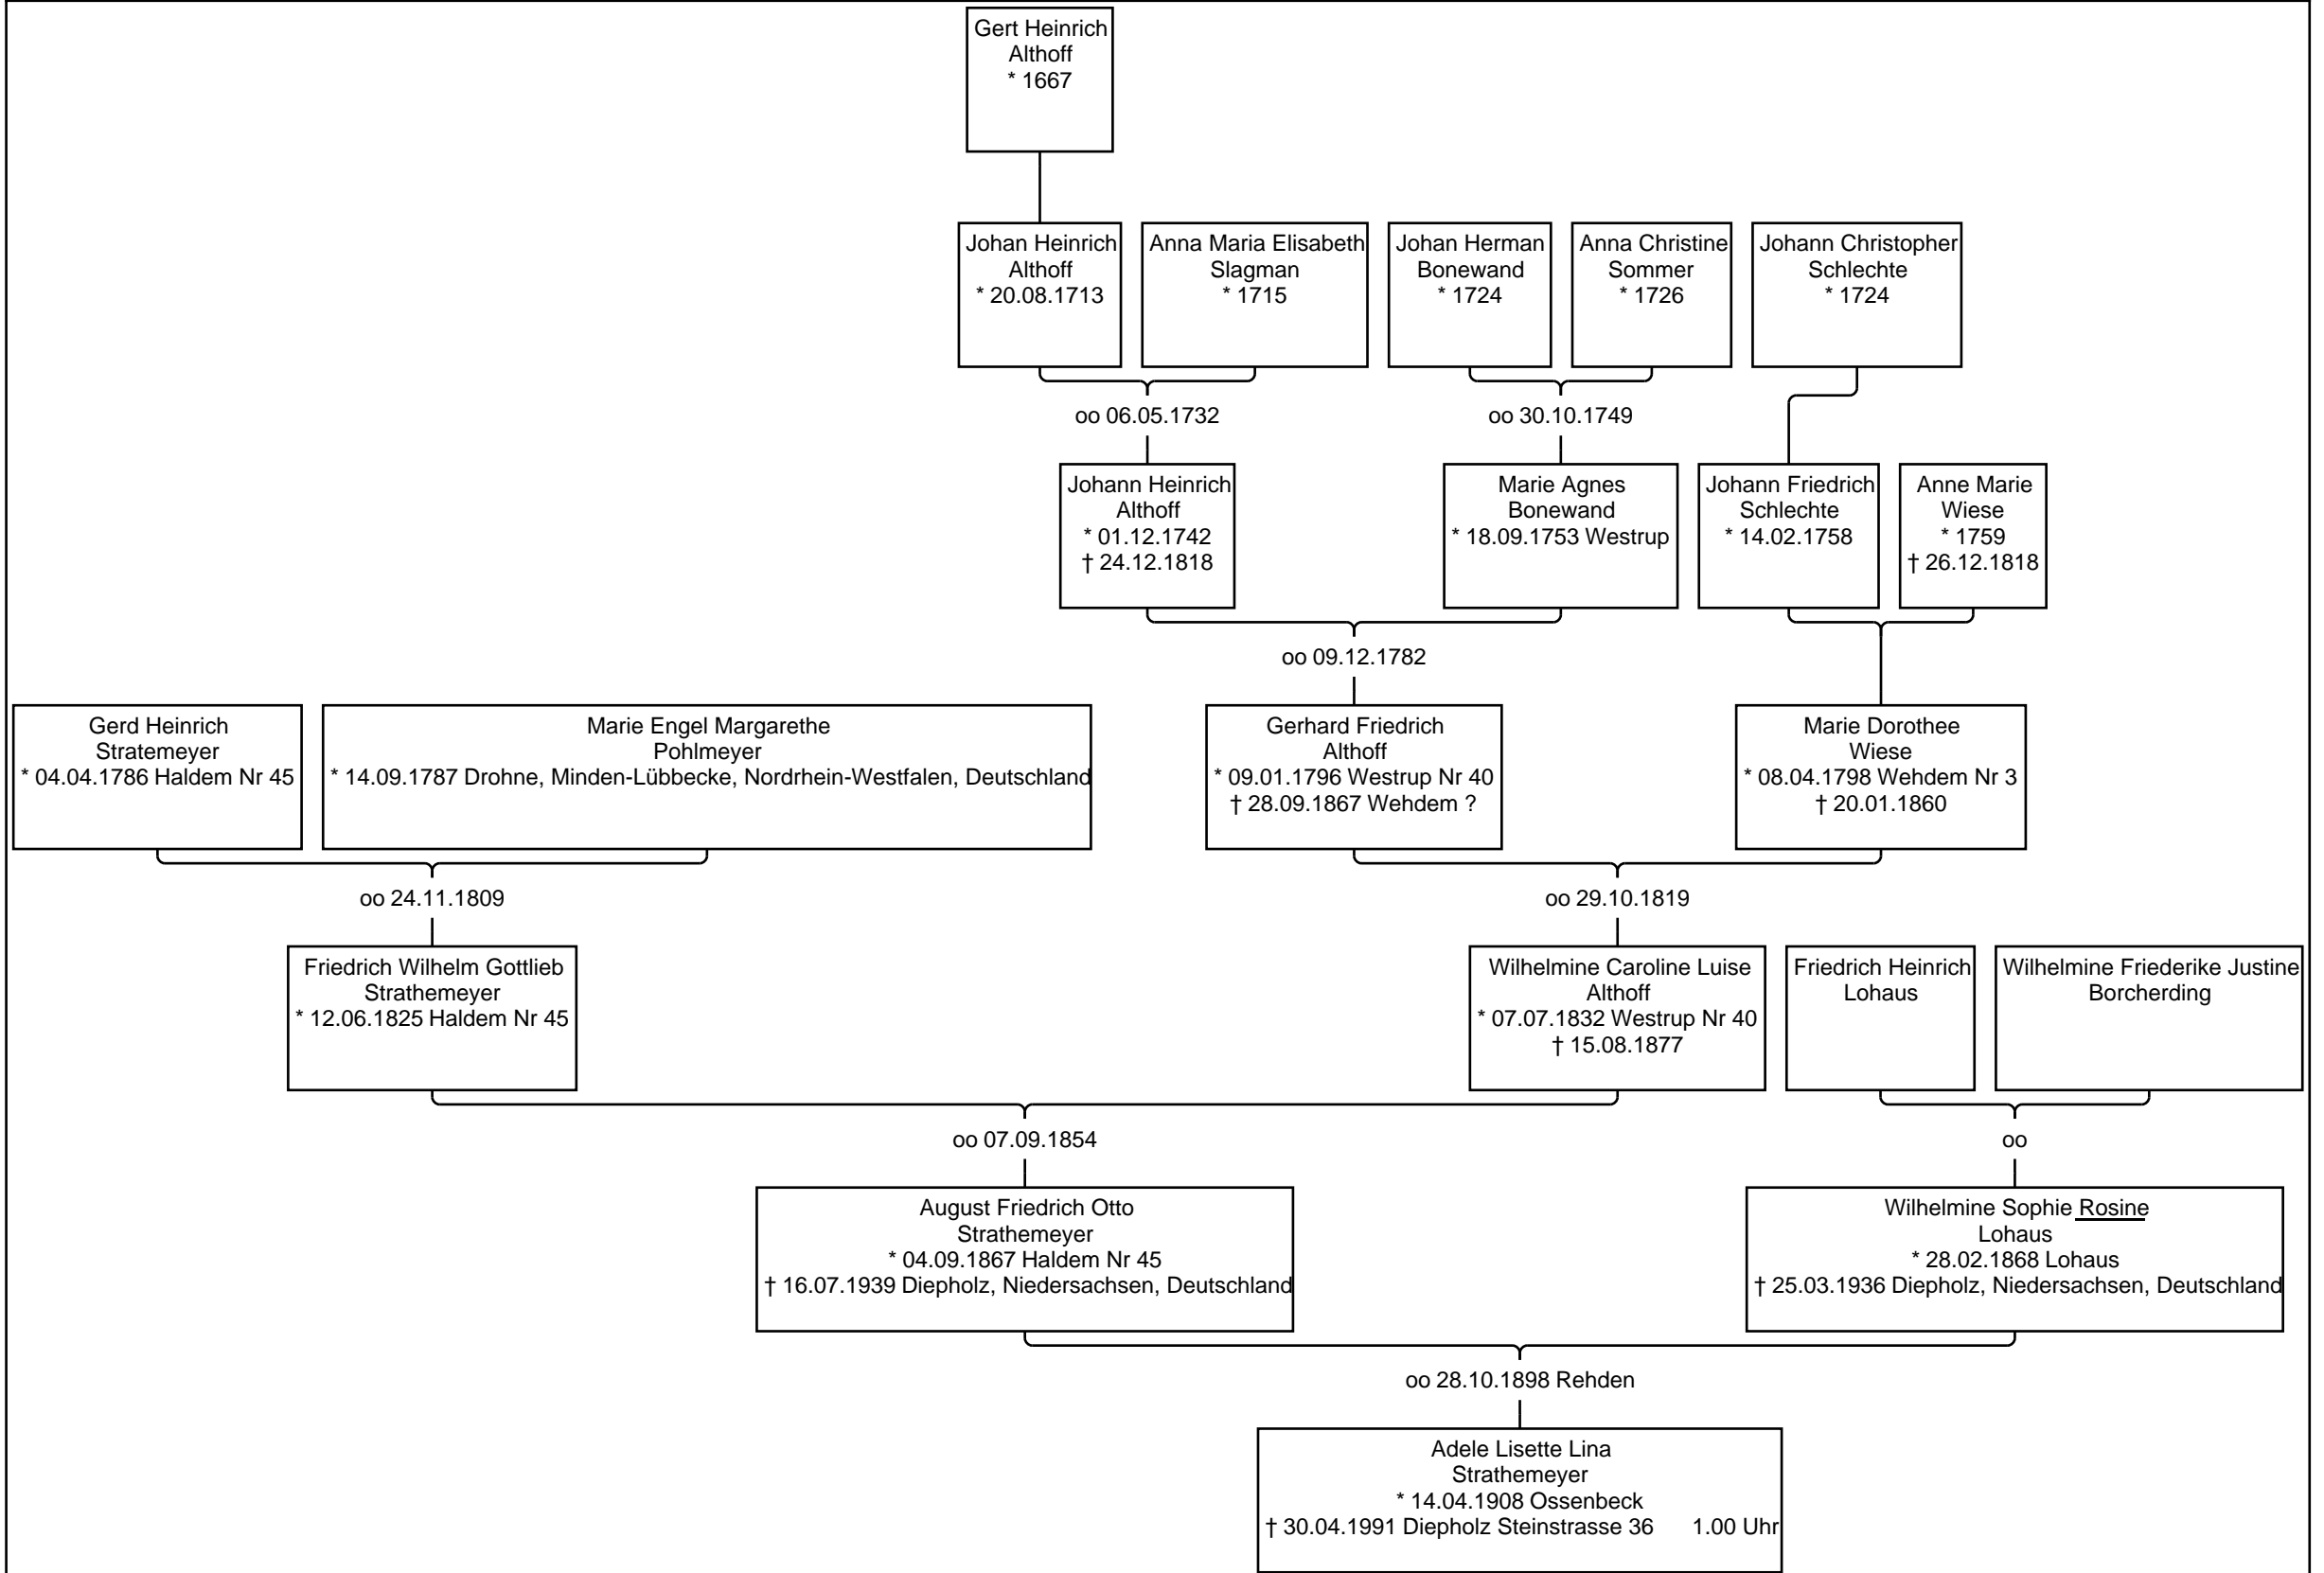 Gert Heinrich
Althoff
* 1667
Johan Heinrich
Althoff
* 20.08.1713
Anna Maria Elisabeth
Slagman
* 1715
Johan Herman
Bonewand
* 1724
Anna Christine
Sommer
* 1726
Johann Christopher
Schlechte
* 1724
oo 06.05.1732
oo 30.10.1749
Johann Heinrich
Althoff
* 01.12.1742
† 24.12.1818
Marie Agnes
Bonewand
* 18.09.1753 Westrup
Johann Friedrich
Schlechte
* 14.02.1758
Anne Marie
Wiese
* 1759
† 26.12.1818
oo 09.12.1782
Gerd Heinrich
Stratemeyer
* 04.04.1786 Haldem Nr 45
Marie Engel Margarethe
Pohlmeyer
* 14.09.1787 Drohne, Minden-Lübbecke, Nordrhein-Westfalen, Deutschland
Gerhard Friedrich
Althoff
* 09.01.1796 Westrup Nr 40
† 28.09.1867 Wehdem ?
Marie Dorothee
Wiese
* 08.04.1798 Wehdem Nr 3
† 20.01.1860
oo 24.11.1809
oo 29.10.1819
Friedrich Wilhelm Gottlieb
Strathemeyer
* 12.06.1825 Haldem Nr 45
Wilhelmine Caroline Luise
Althoff
* 07.07.1832 Westrup Nr 40
† 15.08.1877
Friedrich Heinrich
Lohaus
Wilhelmine Friederike Justine
Borcherding
oo 07.09.1854
oo
August Friedrich Otto
Strathemeyer
* 04.09.1867 Haldem Nr 45
† 16.07.1939 Diepholz, Niedersachsen, Deutschland
Wilhelmine Sophie Rosine
Lohaus
* 28.02.1868 Lohaus
† 25.03.1936 Diepholz, Niedersachsen, Deutschland
oo 28.10.1898 Rehden
Adele Lisette Lina
Strathemeyer
* 14.04.1908 Ossenbeck
† 30.04.1991 Diepholz Steinstrasse 36 1.00 Uhr